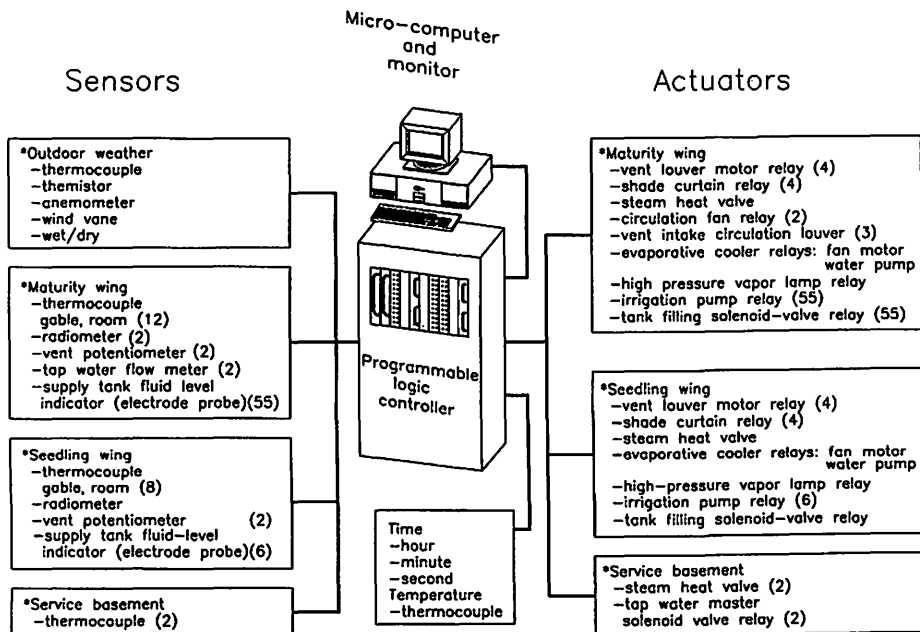 Micro-computer
and
monitor
Sensors
Actuators
*Outdoor weather
-thermocouple
-themistor
-anemometer
-wind vane
-wet/dry
*Maturity wing
-thermocouple
gable, room (12)
-radiometer (2)
-vent potentiometer (2)
-tap water flow meter (2)
-supply tank fluid level
indicator (electrode probe)(55)
*Seedling wing
-thermocouple
gable, room (8)
-radiometer
-vent potentiometer (2)
-supply tank fluid-level
indicator (electrode probe)(6)
*Service basement
-thermocouple (2)
Programmable
logic
controller
Time
-hour
-minute
-second
Temperature
-thermocouple
*Maturity wing
-vent louver motor relay (4)
-shade curtain relay (4)
-steam heat valve
-circulation fan relay (2)
-vent intake circulation louver (3)
-evaporative cooler relays: fan motor
water pump
-high pressure vapor lamp relay
-irrigation pump relay (55)
-tank filling solenoid-valve relay (55)
*Seedling wing
-vent louver motor relay (4)
-shade curtain relay (4)
-steam heat valve
-evaporative cooler relays: fan motor
water pump
-high-pressure vapor lamp relay
-irrigation pump relay (6)
-tank filling solenoid-valve relay
*Service basement
-steam heat valve (2)
-tap water master
solenoid valve relay (2)